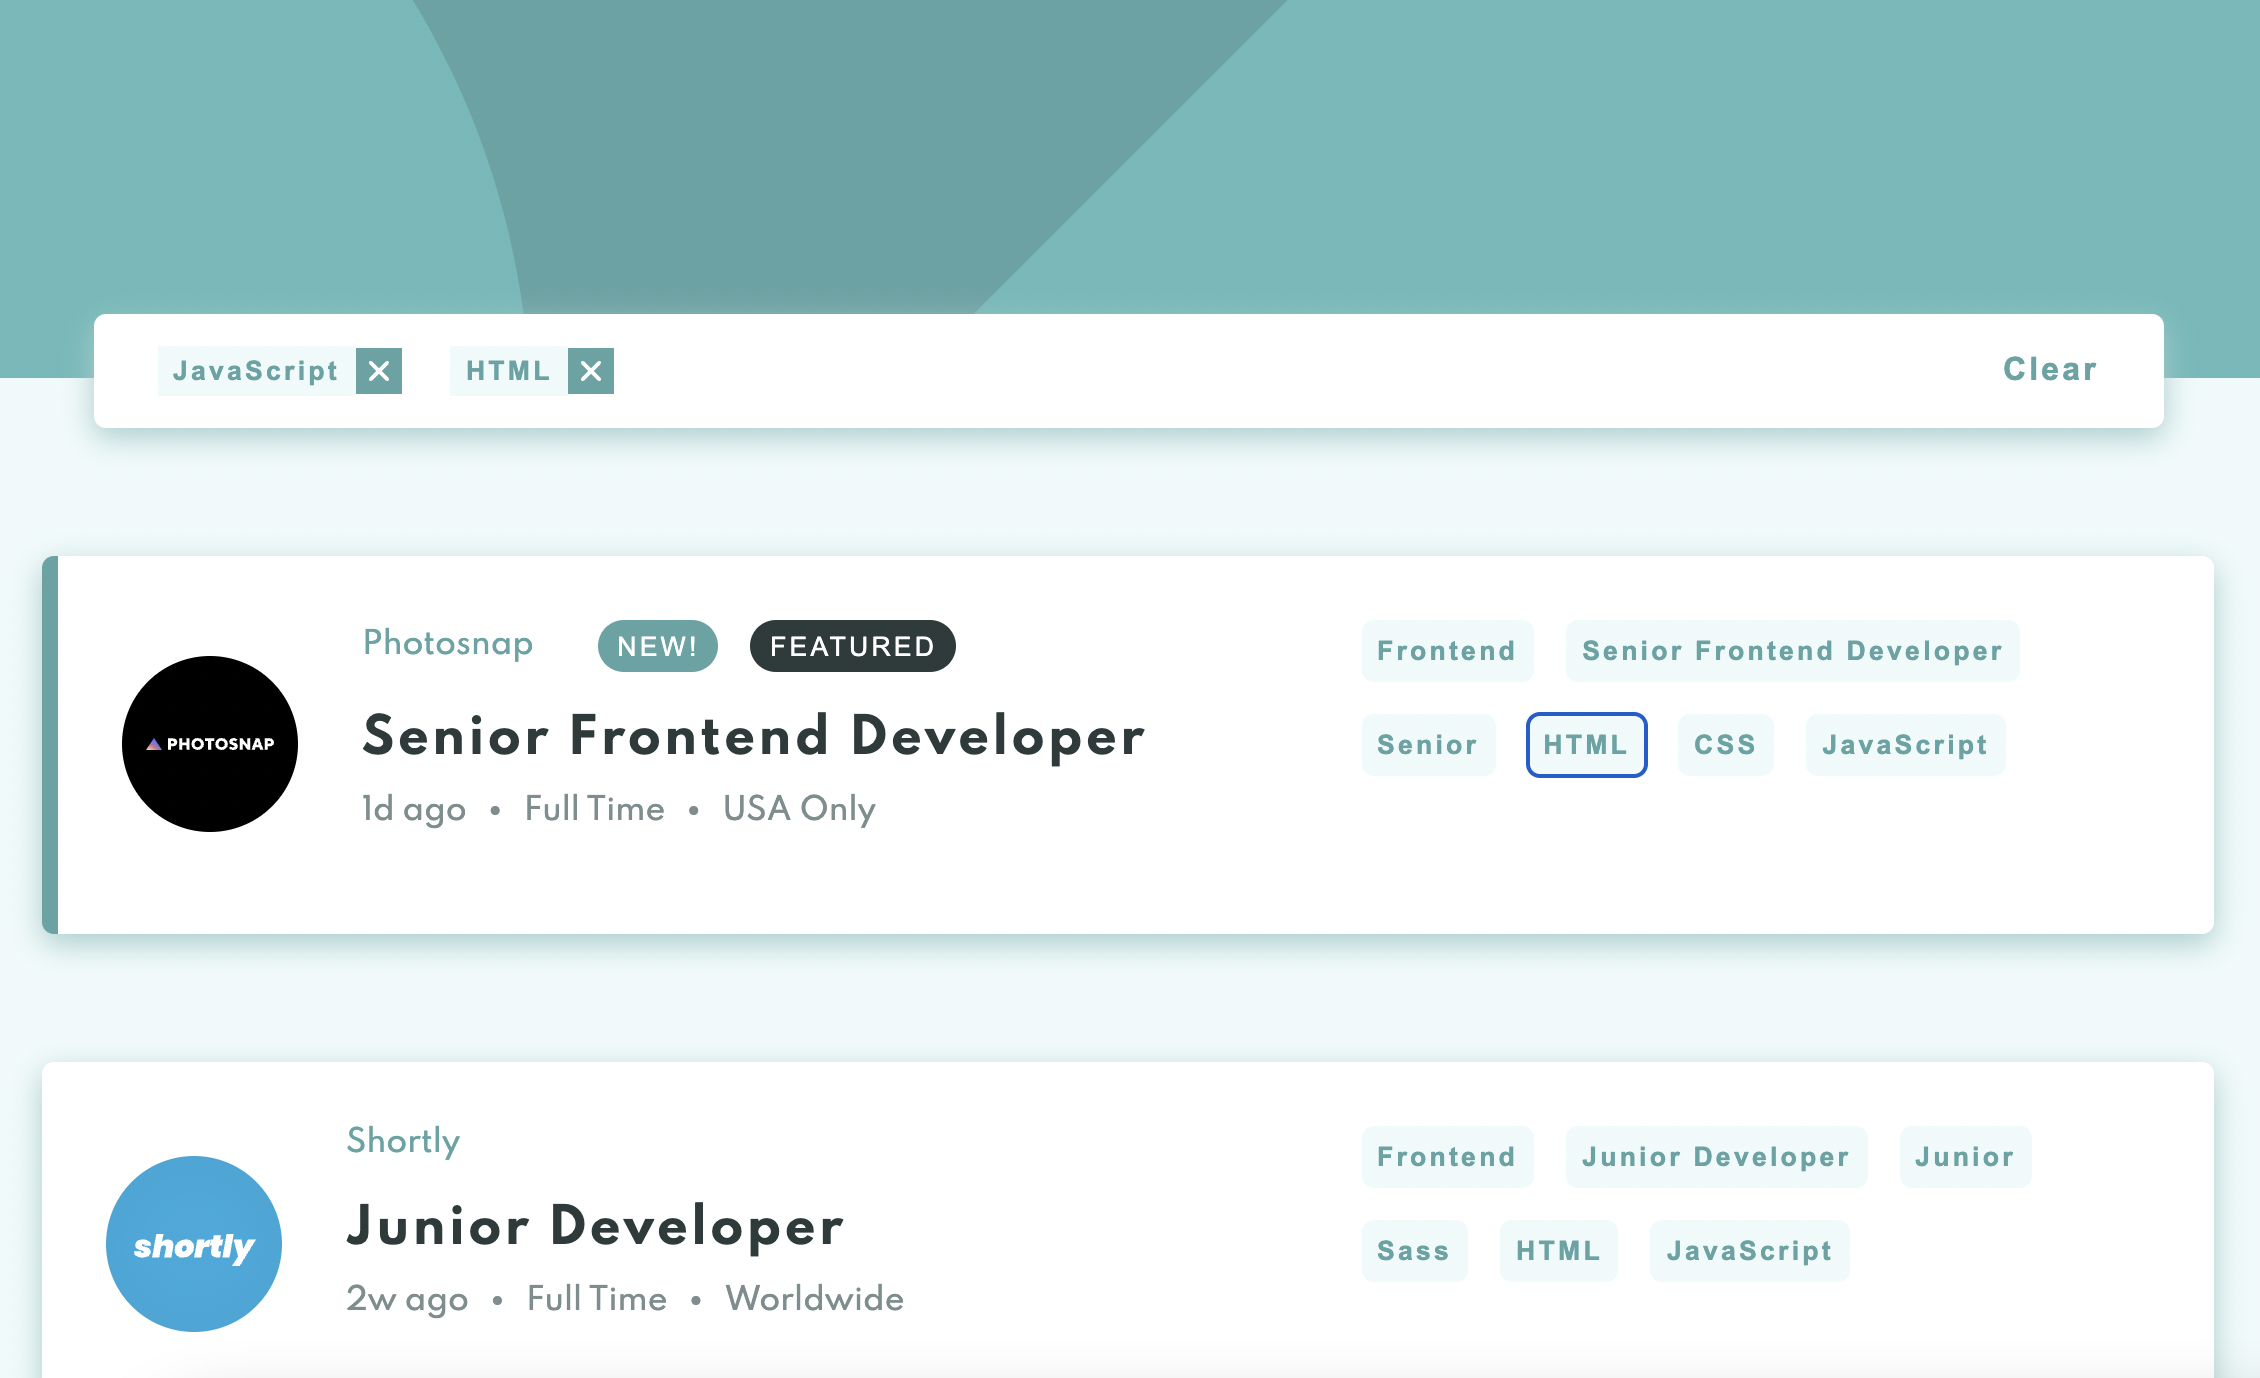 JavaScript HTML Clear
Photosnap NEW! FEATURED
PHOTOSNAP
Senior Frontend Developer
1d ago • Full Time • USA Only
Frontend Senior Frontend Developer
Senior HTML CSS JavaScript
Shortly
shortly
Junior Developer
2w ago • Full Time • Worldwide
Frontend Junior Developer Junior
Sass HTML JavaScript